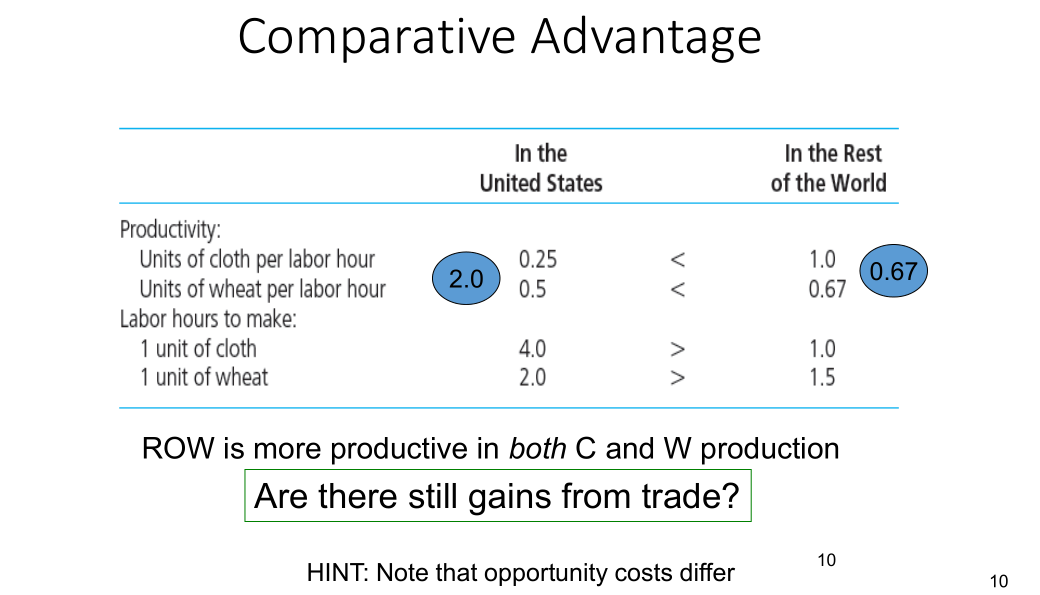 Comparative Advantage
In the In the Rest
United States of the World
Productivity:
Units of cloth per labor hour 0.25 < 1.0
2.0 0.67
Units of wheat per labor hour 0.5 < 0.67
Labor hours to make:
1 unit of cloth 4.0 > 1.0
1 unit of wheat 2.0 > 1.5
ROW is more productive in both C and W production
Are there still gains from trade?
HINT: Note that opportunity costs differ
10
10